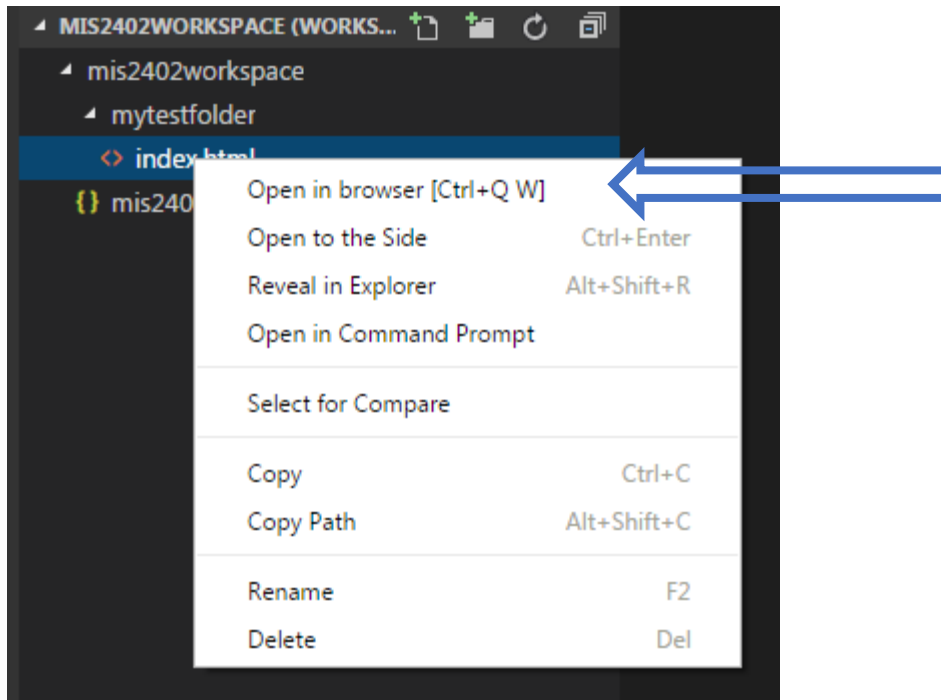 MIS2402WORKSPACE (WORKS...
mis2402workspace
mytestfolder
index.html
{} mis240
Open in browser [Ctrl+Q W]
Open to the Side Ctrl+Enter
Reveal in Explorer Alt+Shift+R
Open in Command Prompt
Select for Compare
Copy Ctrl+C
Copy Path Alt+Shift+C
Rename F2
Delete Del